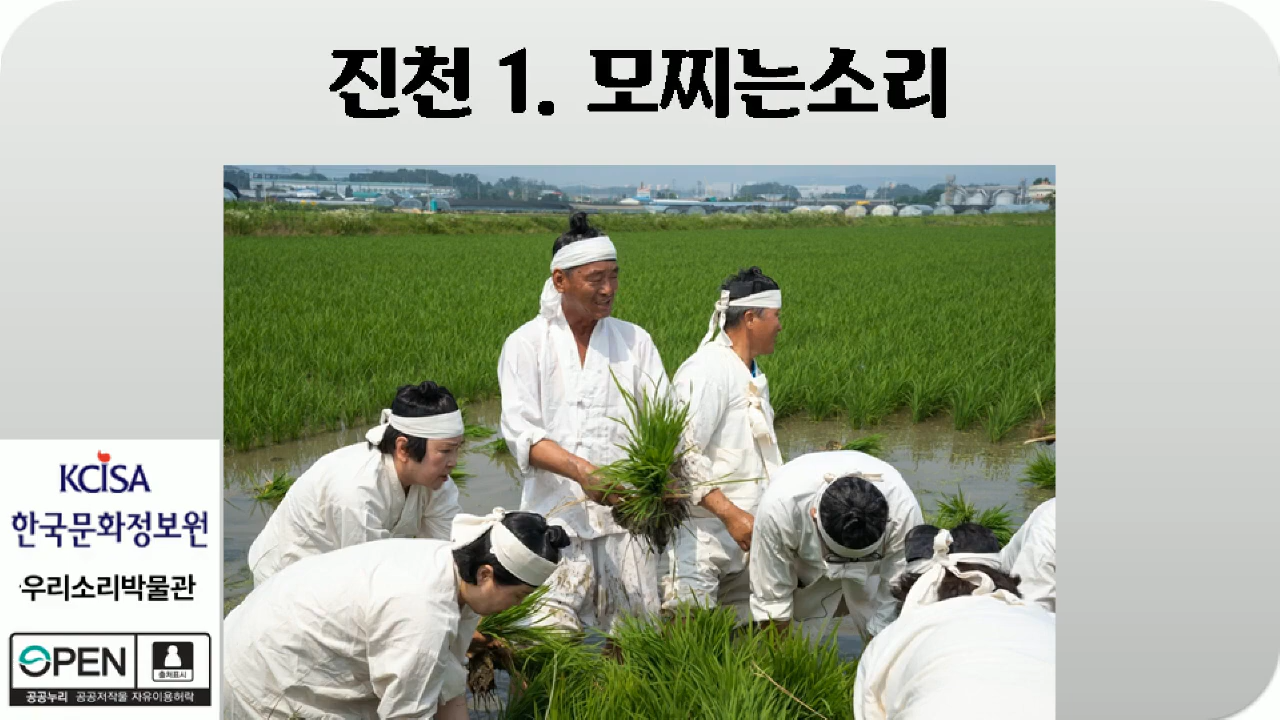 진천 1. 모찌는소리
KCISA
한국문화정보원
우리소리박물관
OPEN
출처표시
공공누리 공공저작물 자유이용허락